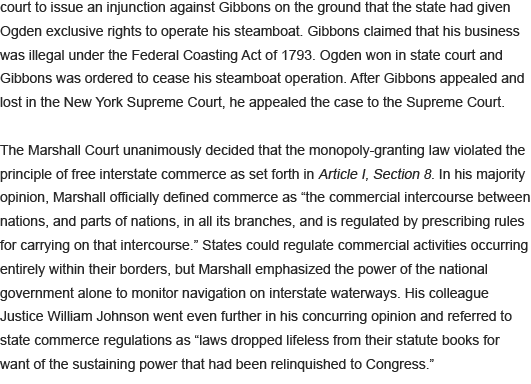 court to issue an injunction against Gibbons on the ground that the state had given
Ogden exclusive rights to operate his steamboat. Gibbons claimed that his business
was illegal under the Federal Coasting Act of 1793. Ogden won in state court and
Gibbons was ordered to cease his steamboat operation. After Gibbons appealed and
lost in the New York Supreme Court, he appealed the case to the Supreme Court.

The Marshall Court unanimously decided that the monopoly-granting law violated the
principle of free interstate commerce as set forth in Article I, Section 8. In his majority
opinion, Marshall officially defined commerce as “the commercial intercourse between
nations, and parts of nations, in all its branches, and is regulated by prescribing rules
for carrying on that intercourse.” States could regulate commercial activities occurring
entirely within their borders, but Marshall emphasized the power of the national
government alone to monitor navigation on interstate waterways. His colleague
Justice William Johnson went even further in his concurring opinion and referred to
state commerce regulations as “laws dropped lifeless from their statute books for
want of the sustaining power that had been relinquished to Congress.”